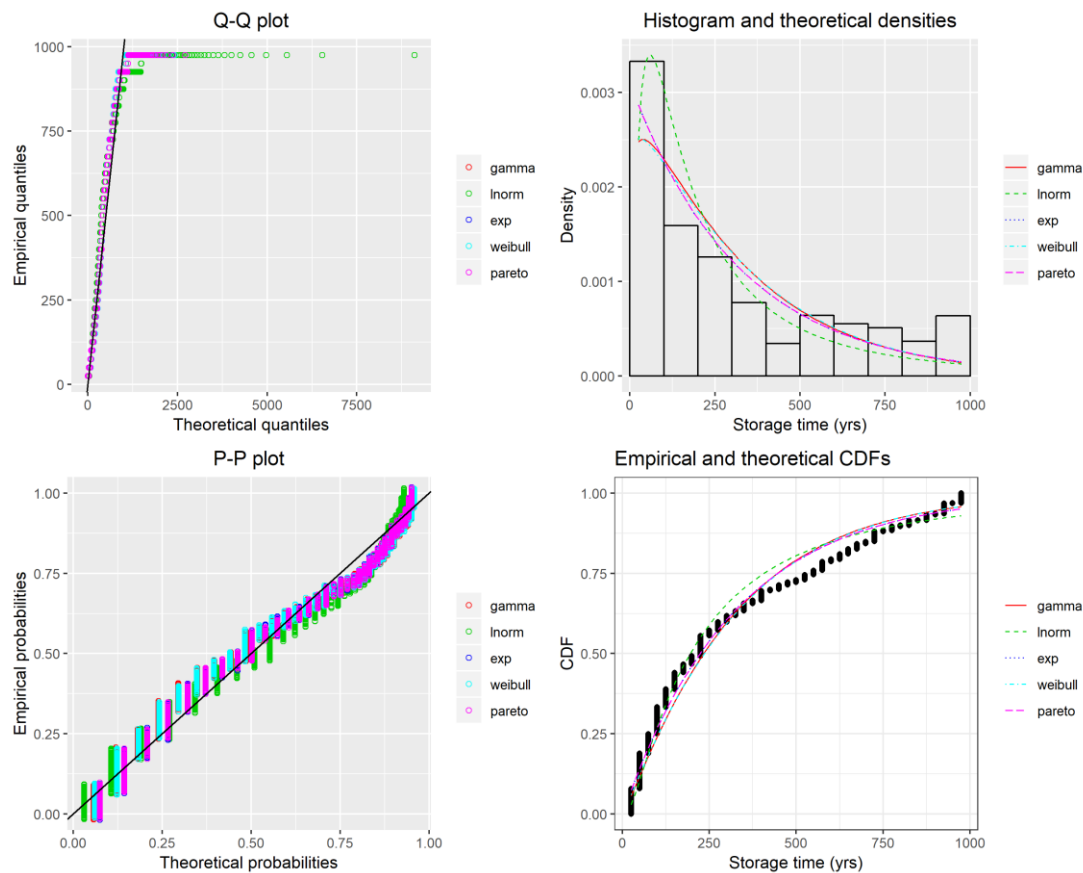 Q-Q plot
1000
750
500
250
0
Empirical quantiles
0
2500
5000
7500
Theoretical quantiles
gamma
lnorm
exp
weibull
pareto
Histogram and theoretical densities
0.003
0.002
0.001
0.000
Density
0
250
500
750
1000
Storage time (yrs)
gamma
lnorm
exp
weibull
pareto
P-P plot
1.00
0.75
0.50
0.25
0.00
Empirical probabilities
0.00
0.25
0.50
0.75
1.00
Theoretical probabilities
gamma
lnorm
exp
weibull
pareto
Empirical and theoretical CDFs
1.00
0.75
0.50
0.25
0.00
CDF
0
250
500
750
1000
Storage time (yrs)
gamma
lnorm
exp
weibull
pareto